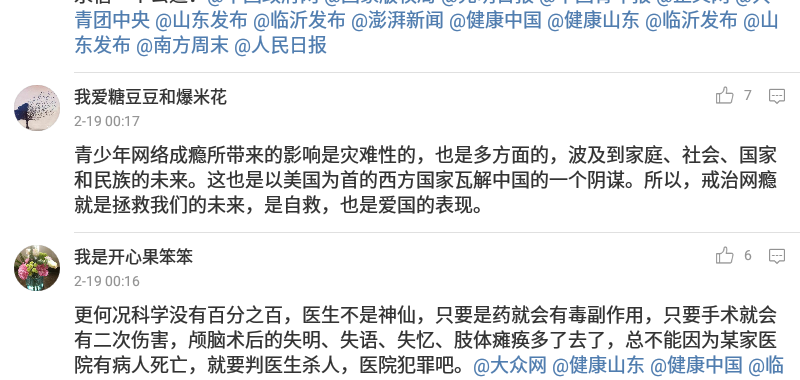 青团中央 @山东发布 @临沂发布 @澎湃新闻 @健康中国 @健康山东 @临沂发布 @山
东发布 @南方周末 @人民日报
我爱糖豆豆和爆米花
7
2-19 00:17
青少年网络成瘾所带来的影响是灾难性的，也是多方面的，波及到家庭、社会、国家
和民族的未来。这也是以美国为首的西方国家瓦解中国的一个阴谋。所以，戒治网瘾
就是拯救我们的未来，是自救，也是爱国的表现。
我是开心果笨笨
6
2-19 00:16
更何况科学没有百分之百，医生不是神仙，只要是药就会有毒副作用，只要手术就会
有二次伤害，颅脑术后的失明、失语、失忆、肢体瘫痪多了去了，总不能因为某家医
院有病人死亡，就要判医生杀人，医院犯罪吧。@大众网 @健康山东 @健康中国 @临